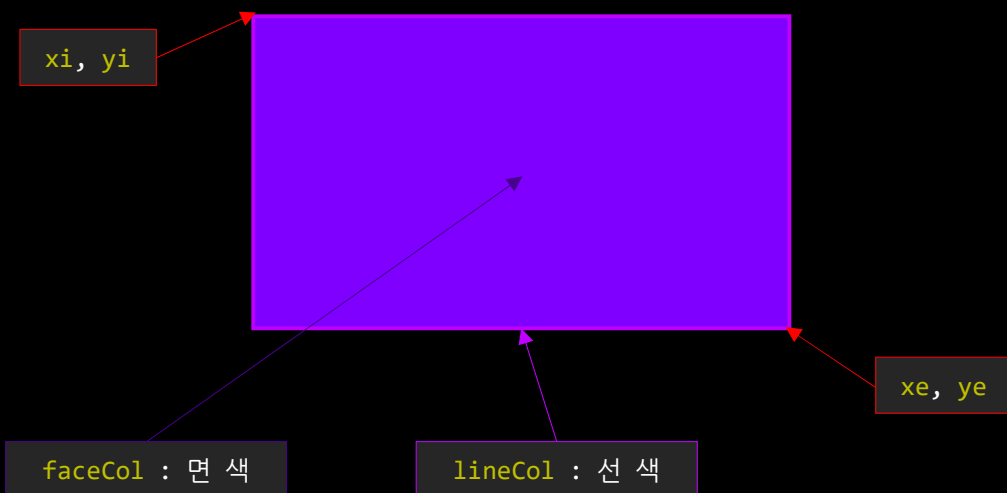 xi, yi
xe, ye
faceCol : 면 색
lineCol : 선 색